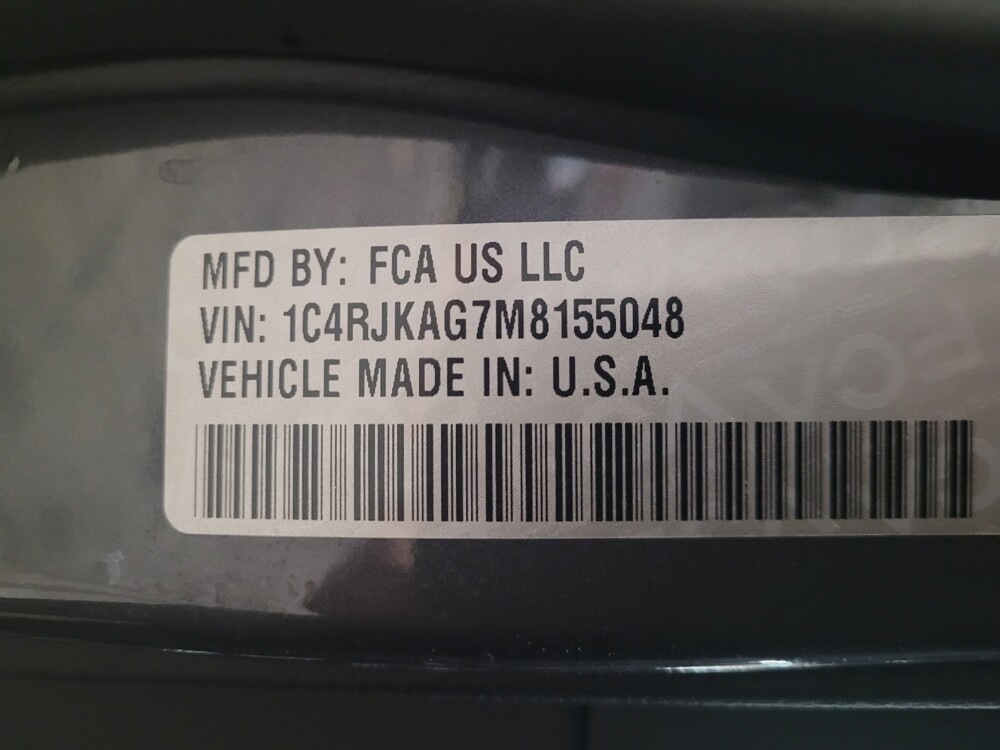 MFD BY: FCA US LLC
VIN: 1C4RJKAG7M8155048
VEHICLE MADE IN: U.S.A.